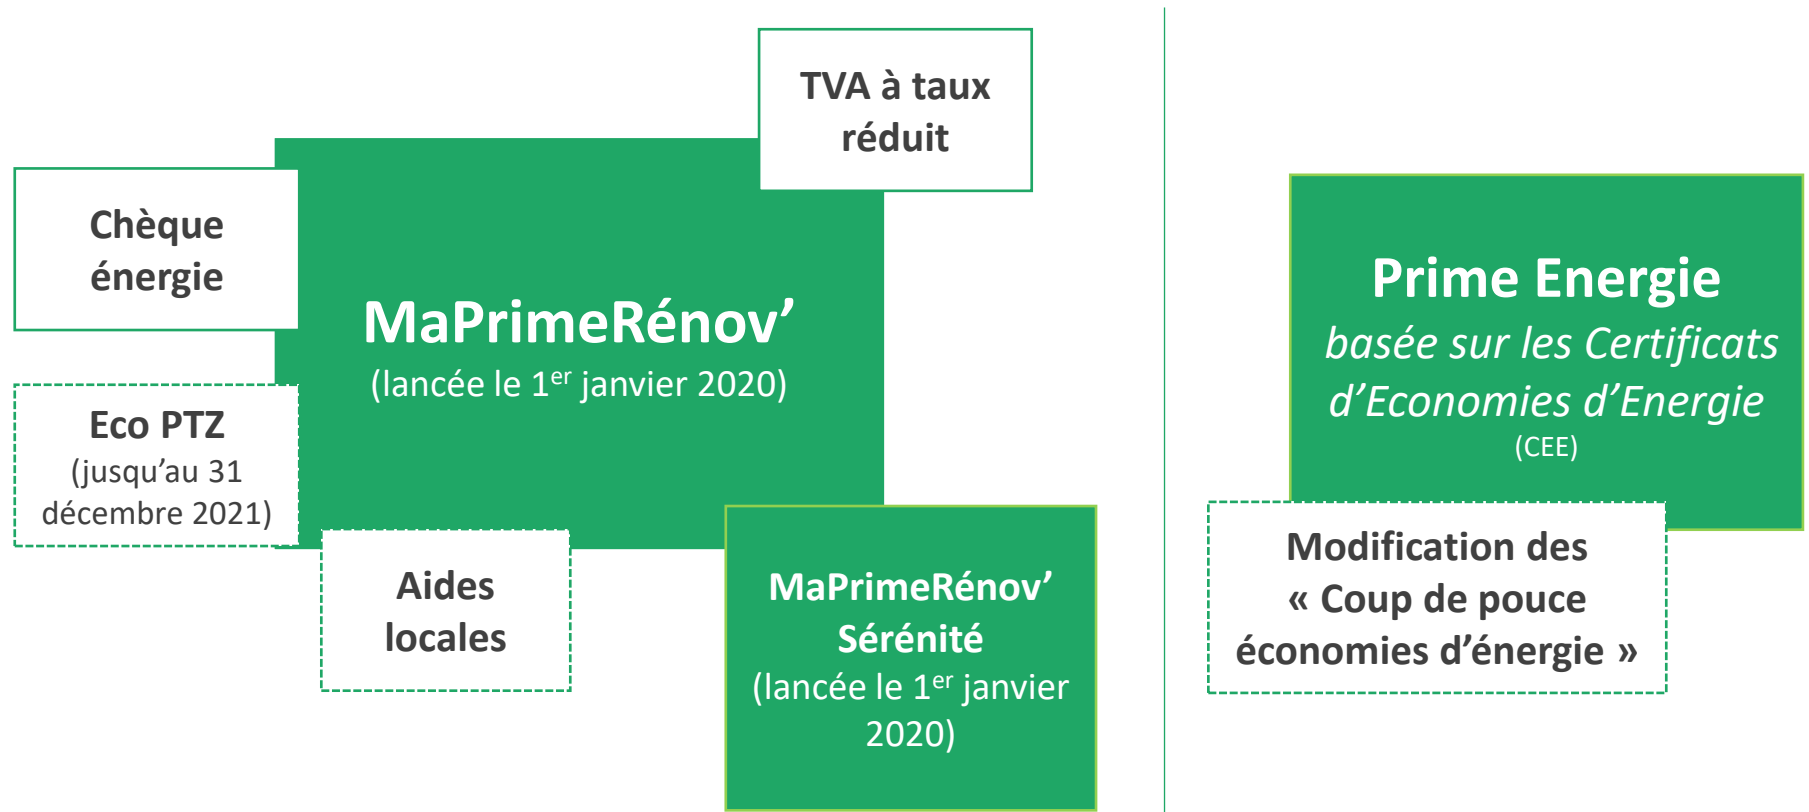 TVA à taux
réduit
Chèque
énergie
MaPrimeRénov’
(lancée le 1er janvier 2020)
Eco PTZ
(jusqu’au 31
décembre 2021)
Aides
locales
MaPrimeRénov’
Sérénité
(lancée le 1er janvier
2020)
Prime Energie
basée sur les Certificats
d’Economies d’Energie
(CEE)
Modification des
« Coup de pouce
économies d’énergie »